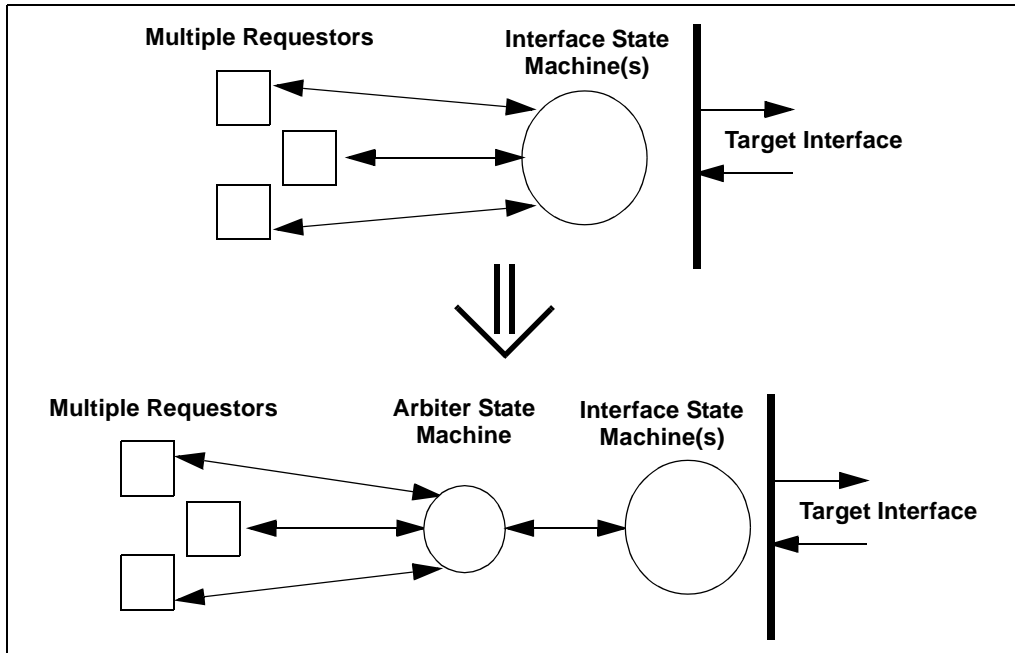 Multiple Requestors
Interface State
Machine(s)
Target Interface
Multiple Requestors
Arbiter State
Machine
Interface State
Machine(s)
Target Interface